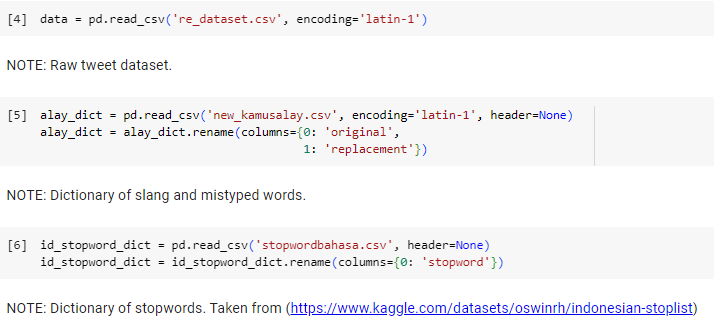 [4] data = pd.read_csv('re_dataset.csv', encoding='latin-1')
NOTE: Raw tweet dataset.
[5] alay_dict = pd.read_csv('new_kamusalay.csv', encoding='latin-1', header=None)
alay_dict = alay_dict.rename(columns={0: 'original',
1: 'replacement'})
NOTE: Dictionary of slang and mistyped words.
[6] id_stopword_dict = pd.read_csv('stopwordbahasa.csv', header=None)
id_stopword_dict = id_stopword_dict.rename(columns={0: 'stopword'})
NOTE: Dictionary of stopwords. Taken from (https://www.kaggle.com/datasets/oswinrh/indonesian-stoplist)